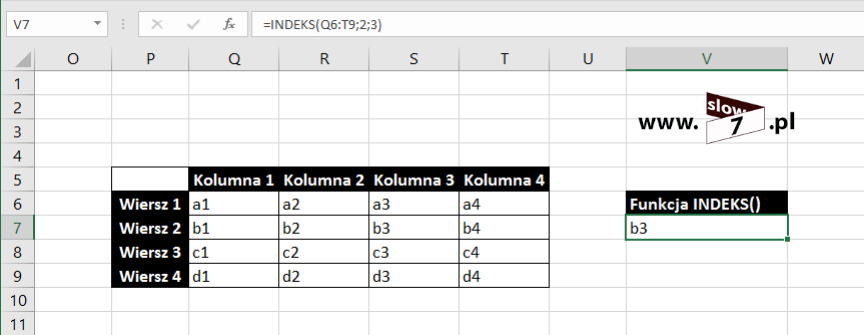 V7 fx =INDEKS(Q6:T9;2;3)
O P Q R S T U V W
1
2 slow
3 www. 7 .pl
4
5 Kolumna 1 Kolumna 2 Kolumna 3 Kolumna 4
6 Wiersz 1 a1 a2 a3 a4 Funkcja INDEKS()
7 Wiersz 2 b1 b2 b3 b4 b3
8 Wiersz 3 c1 c2 c3 c4
9 Wiersz 4 d1 d2 d3 d4
10
11